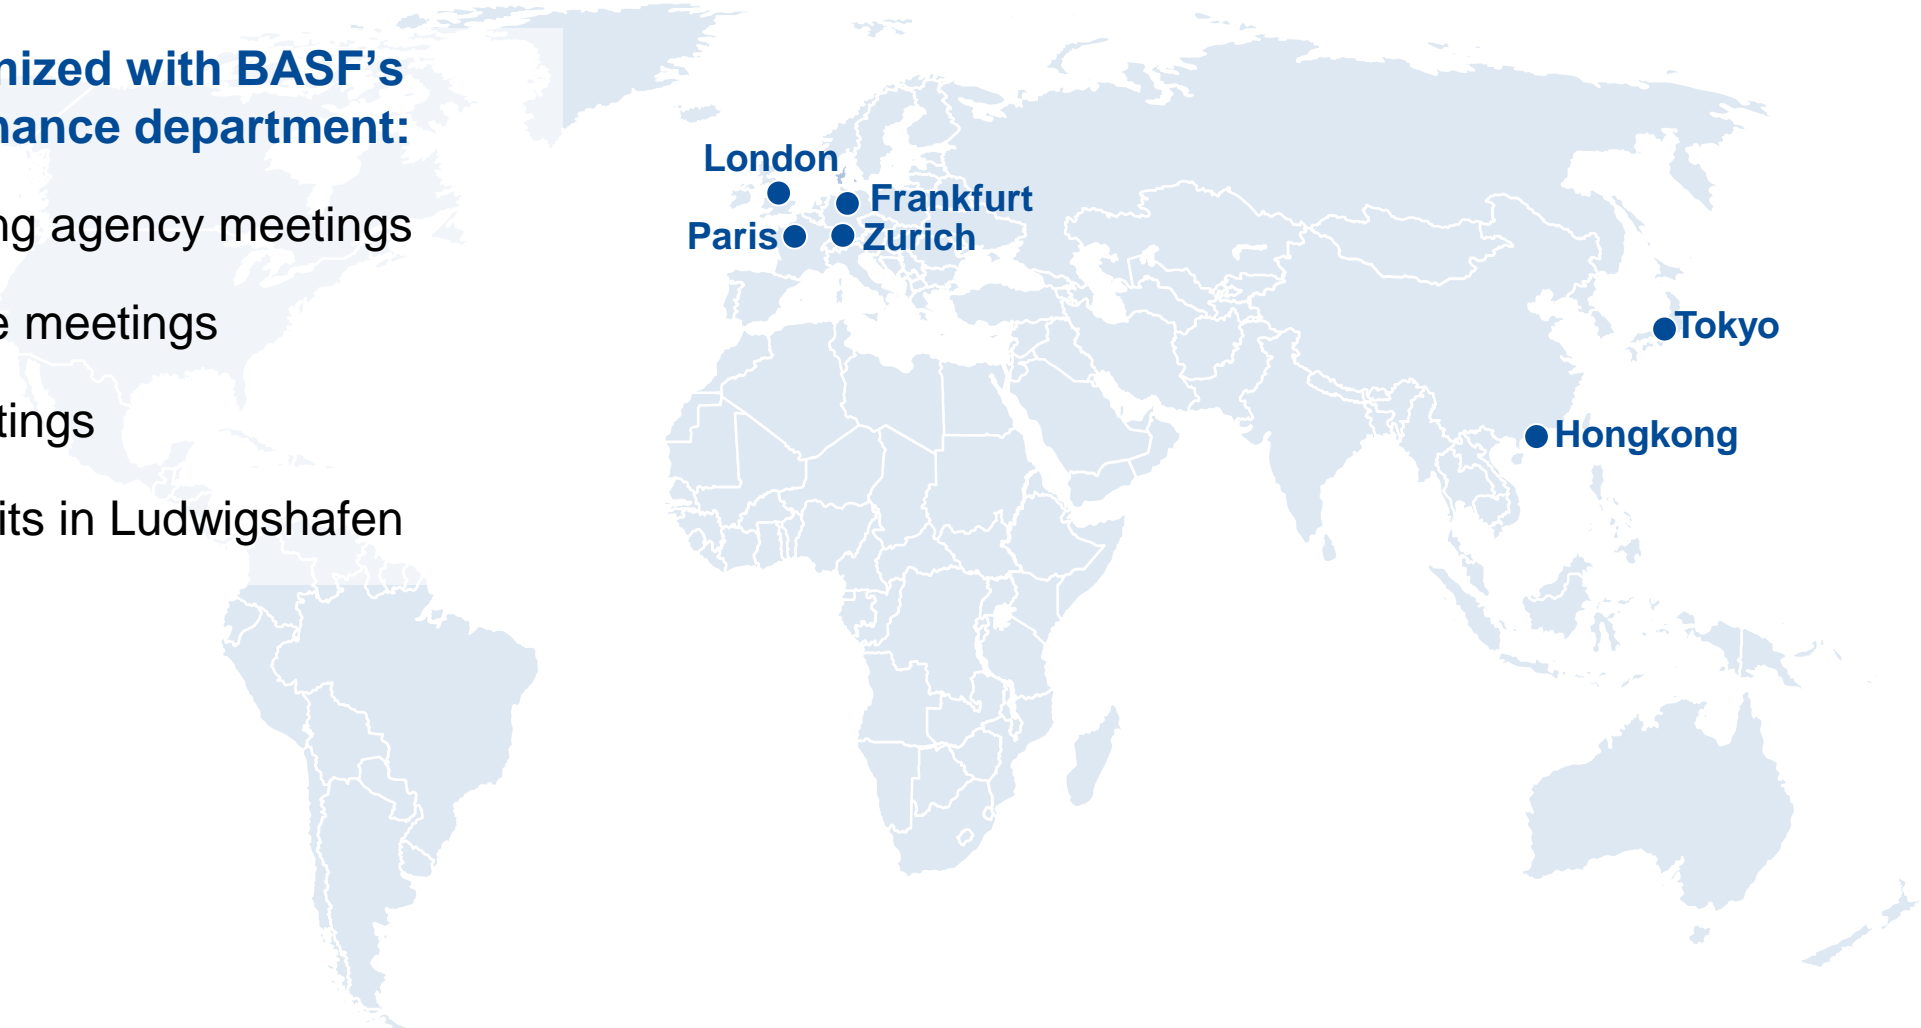 nized with BASF's
nance department:
ng agency meetings
e meetings
tings
its in Ludwigshafen
London
Frankfurt
Paris
Zurich
Tokyo
Hongkong